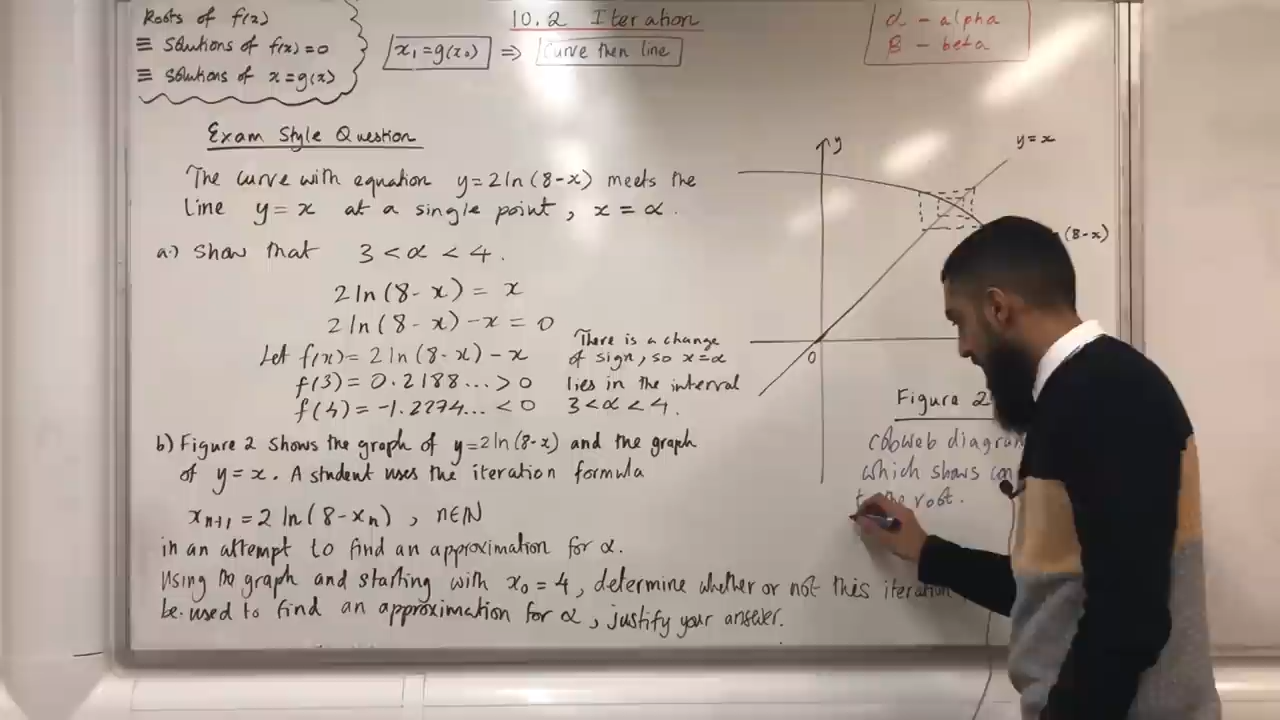 Roots of f(x)
≡ solutions of f(x)=0
≡ solutions of x=g(x)
10.2 Iteration
x₁=g(x₀) ⇒ Curve then line
α - alpha
β - beta
Exam Style Question
The curve with equation y=2ln(8-x) meets the
line y=x at a single point, x=α.
a.) Show that 3<α<4.
2ln(8-x)=x
2ln(8-x)-x=0
Let f(x)=2ln(8-x)-x
f(3)=0.2188...>0
f(4)=-1.2274...<0
There is a change
of sign, so x=α
lies in the interval
3<α<4.
b) Figure 2 shows the graph of y=2ln(8-x) and the graph
of y=x. A student uses the iteration formula
xₙ₊₁=2ln(8-xₙ), n∈ℕ
in an attempt to find an approximation for α.
Using the graph and starting with x₀=4, determine whether or not this iteration
be used to find an approximation for α, justify your answer.
y
y=x
(8-x)
0
Figure 2
cobweb diagram
which shows
the root.